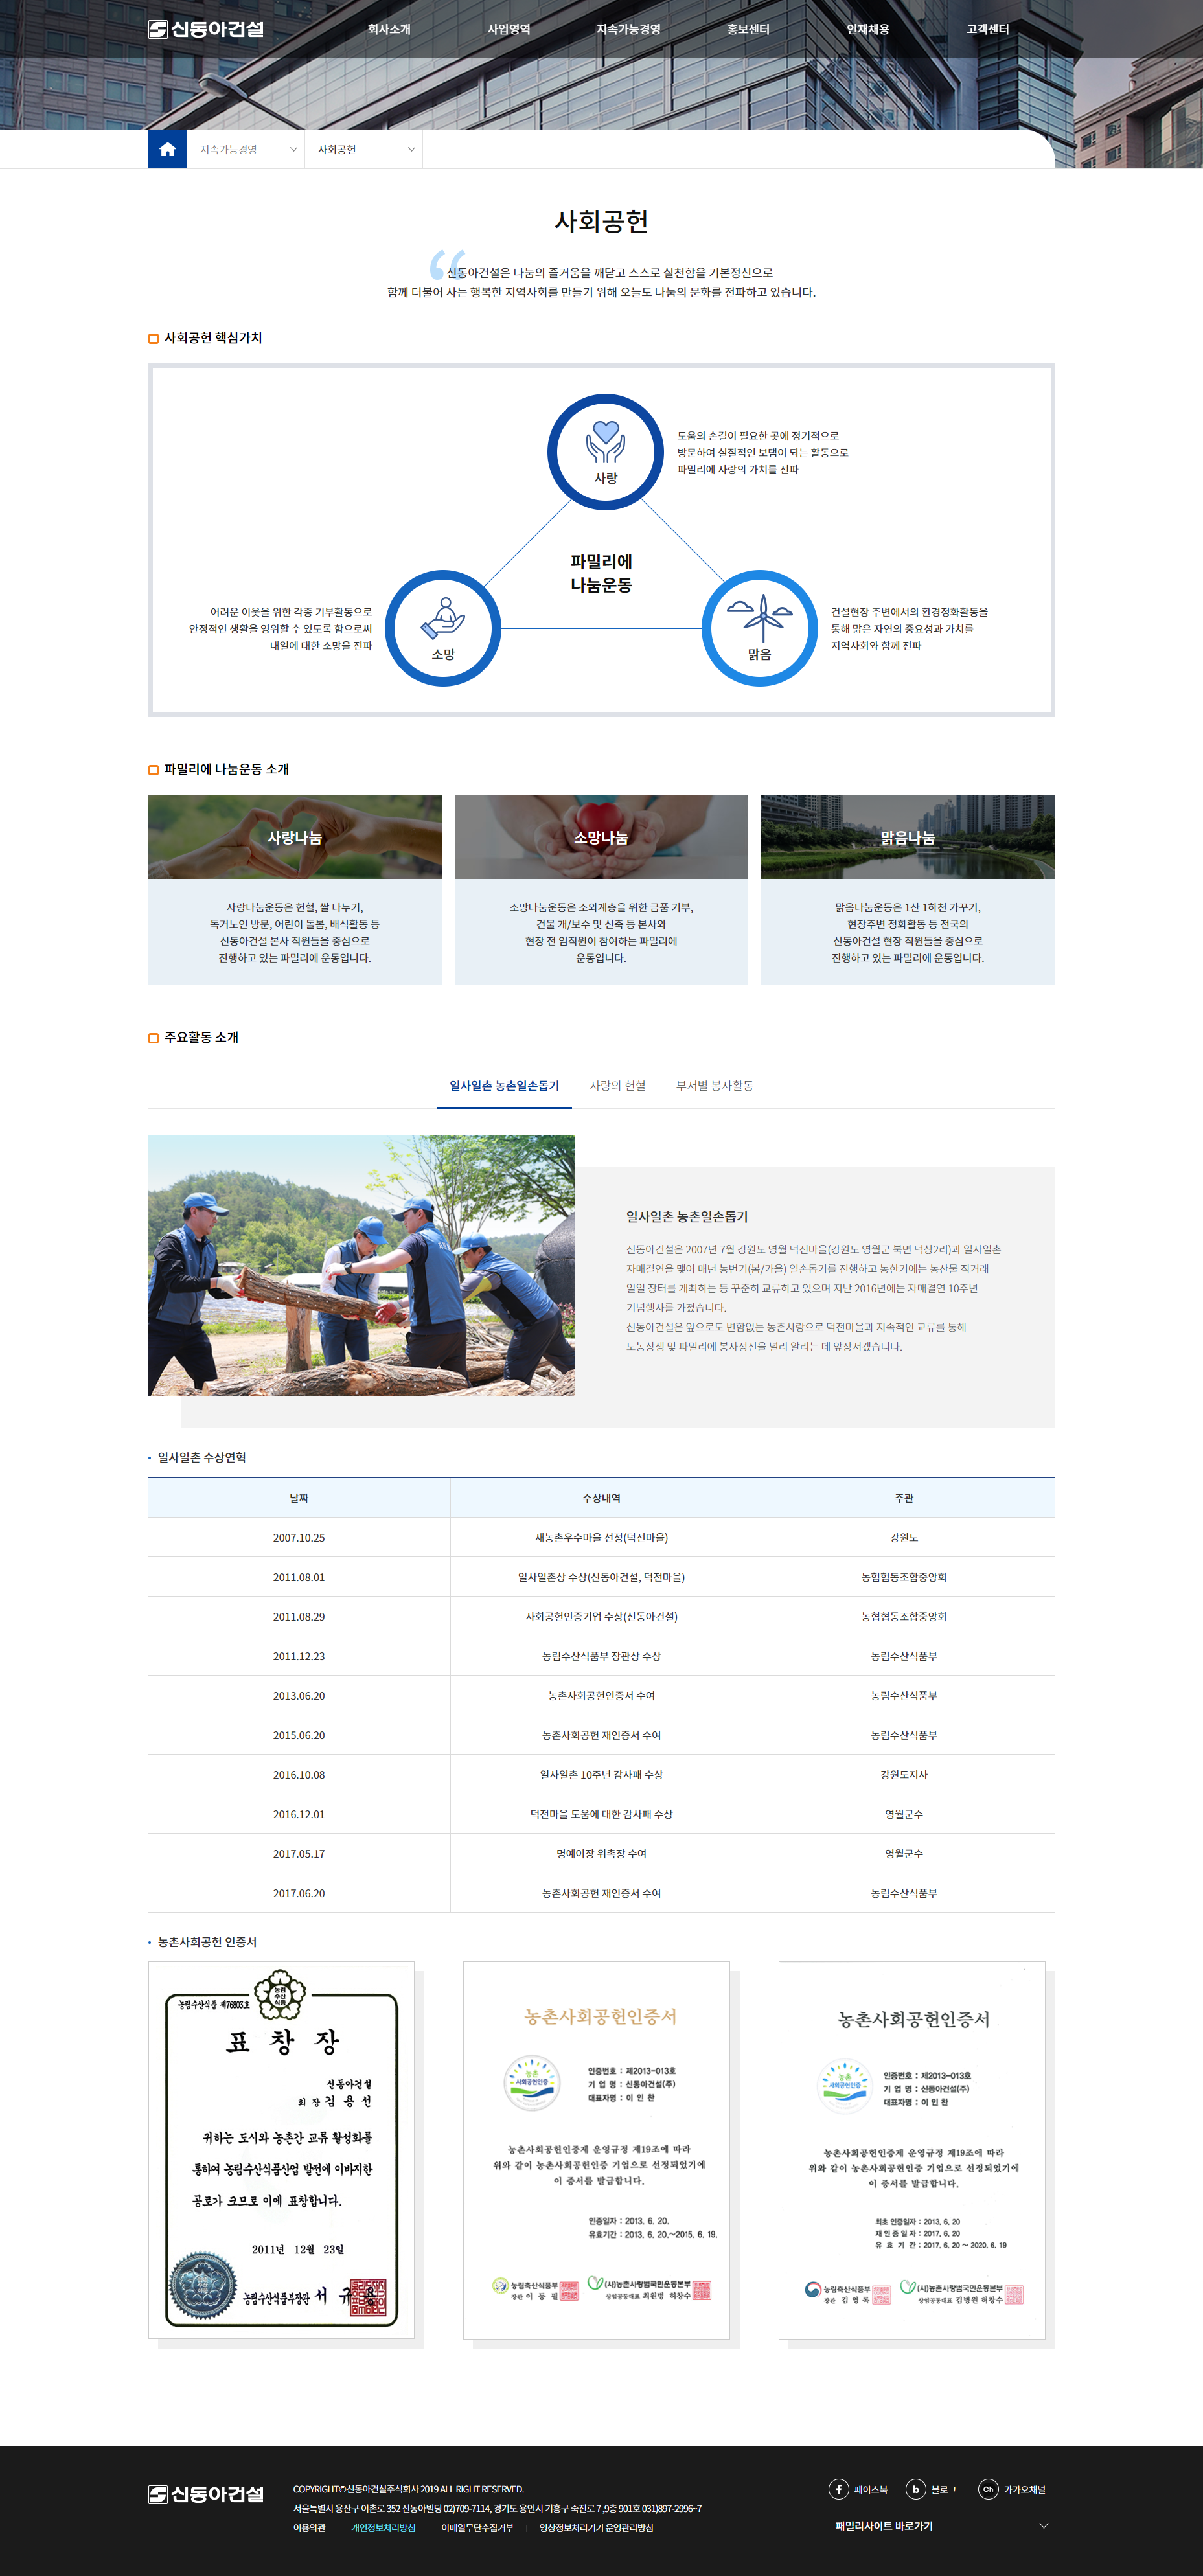 신동아건설
회사소개
사업영역
지속가능경영
홍보센터
인재채용
고객센터
지속가능경영
사회공헌
사회공헌
신동아건설은 나눔의 즐거움을 깨닫고 스스로 실천함을 기본정신으로
함께 더불어 사는 행복한 지역사회를 만들기 위해 오늘도 나눔의 문화를 전파하고 있습니다.
사회공헌 핵심가치
사랑
도움의 손길이 필요한 곳에 정기적으로
방문하여 실질적인 보탬이 되는 활동으로
파밀리에 사랑의 가치를 전파
파밀리에
나눔운동
어려운 이웃을 위한 각종 기부활동으로
안정적인 생활을 영위할 수 있도록 함으로써
내일에 대한 소망을 전파
소망
맑음
건설현장 주변에서의 환경정화활동을
통해 맑은 자연의 중요성과 가치를
지역사회와 함께 전파
파밀리에 나눔운동 소개
사랑나눔
사랑나눔운동은 헌혈, 쌀 나누기,
독거노인 방문, 어린이 돌봄, 배식활동 등
신동아건설 본사 직원들을 중심으로
진행하고 있는 파밀리에 운동입니다.
소망나눔
소망나눔운동은 소외계층을 위한 금품 기부,
건물 개/보수 및 신축 등 본사와
현장 전 임직원이 참여하는 파밀리에
운동입니다.
맑음나눔
맑음나눔운동은 1산 1하천 가꾸기,
현장주변 정화활동 등 전국의
신동아건설 현장 직원들을 중심으로
진행하고 있는 파밀리에 운동입니다.
주요활동 소개
일사일촌 농촌일손돕기
사랑의 헌혈
부서별 봉사활동
일사일촌 농촌일손돕기
신동아건설은 2007년 7월 강원도 영월 덕전마을(강원도 영월군 북면 덕상2리)과 일사일촌
자매결연을 맺어 매년 농번기(봄/가을) 일손돕기를 진행하고 농한기에는 농산물 직거래
일일 장터를 개최하는 등 꾸준히 교류하고 있으며 지난 2016년에는 자매결연 10주년
기념행사를 가졌습니다.
신동아건설은 앞으로도 변함없는 농촌사랑으로 덕전마을과 지속적인 교류를 통해
도농상생 및 파밀리에 봉사정신을 널리 알리는 데 앞장서겠습니다.
일사일촌 수상연혁
날짜 수상내역 주관
2007.10.25 새농촌우수마을 선정(덕전마을) 강원도
2011.08.01 일사일촌상 수상(신동아건설, 덕전마을) 농협협동조합중앙회
2011.08.29 사회공헌인증기업 수상(신동아건설) 농협협동조합중앙회
2011.12.23 농림수산식품부 장관상 수상 농림수산식품부
2013.06.20 농촌사회공헌인증서 수여 농림수산식품부
2015.06.20 농촌사회공헌 재인증서 수여 농림수산식품부
2016.10.08 일사일촌 10주년 감사패 수상 강원도지사
2016.12.01 덕전마을 도움에 대한 감사패 수상 영월군수
2017.05.17 명예이장 위촉장 수여 영월군수
2017.06.20 농촌사회공헌 재인증서 수여 농림수산식품부
농촌사회공헌 인증서
농림수산식품
농림수산식품 제76803호
표 창 장
신동아건설
회 장 김 용 선
귀하는 도시와 농촌간 교류 활성화를
통하여 농림수산식품산업 발전에 이바지한
공로가 크므로 이에 표창합니다.
2011년 12월 23일
농림수산식품부장관 서 규 용
농촌사회공헌인증서
농촌
사회공헌인증
인증번호 : 제2013-013호
기 업 명 : 신동아건설(주)
대표자명 : 이 인 찬
농촌사회공헌인증제 운영규정 제19조에 따라
위와 같이 농촌사회공헌인증 기업으로 선정되었기에
이 증서를 발급합니다.
인증일자 : 2013. 6. 20.
유효기간 : 2013. 6. 20.~2015. 6. 19.
농림축산식품부
장관 이 동 필
(사)농촌사랑범국민운동본부
상임공동대표 최원병 허창수
농촌사회공헌인증서
농촌
사회공헌인증
인증번호 : 제2013-013호
기 업 명 : 신동아건설(주)
대표자명 : 이 인 찬
농촌사회공헌인증제 운영규정 제19조에 따라
위와 같이 농촌사회공헌인증 기업으로 선정되었기에
이 증서를 발급합니다.
최초 인증일자 : 2013. 6. 20
재 인 증 일 자 : 2017. 6. 20
유 효 기 간 : 2017. 6. 20 ~ 2020. 6. 19
농림축산식품부
장관 김 영 록
(사)농촌사랑범국민운동본부
상임공동대표 김병원 허창수
신동아건설
COPYRIGHT©신동아건설주식회사 2019 ALL RIGHT RESERVED.
서울특별시 용산구 이촌로 352 신동아빌딩 02)709-7114, 경기도 용인시 기흥구 죽전로 7 ,9층 901호 031)897-2996~7
이용약관
개인정보처리방침
이메일무단수집거부
영상정보처리기기 운영관리방침
페이스북
블로그
Ch
카카오채널
패밀리사이트 바로가기